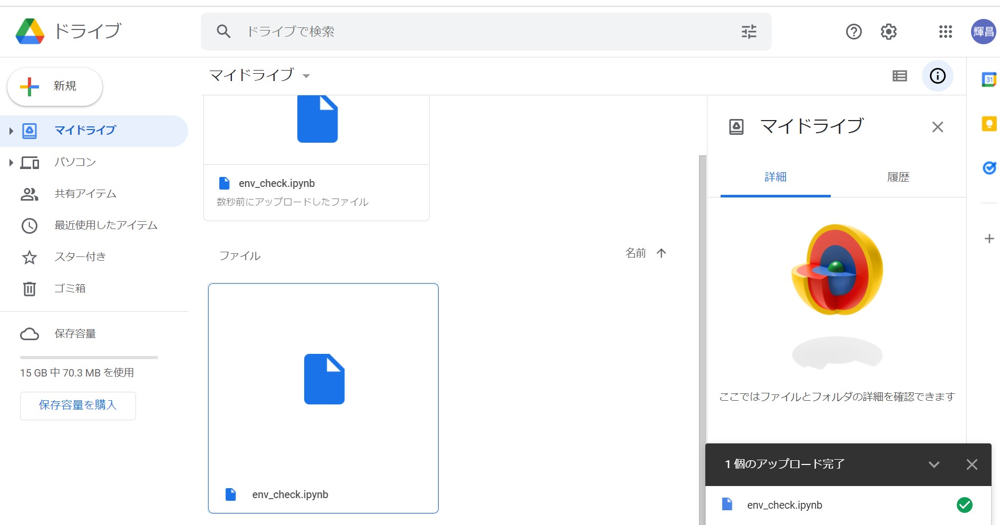 ドライブ
ドライブで検索
輝昌
新規
マイドライブ
パソコン
共有アイテム
最近使用したアイテム
スター付き
ゴミ箱
保存容量
15 GB 中 70.3 MB を使用
保存容量を購入
マイドライブ
env_check.ipynb
数秒前にアップロードしたファイル
ファイル
名前
env_check.ipynb
マイドライブ
詳細
履歴
ここではファイルとフォルダの詳細を確認できます
1 個のアップロード完了
env_check.ipynb
31